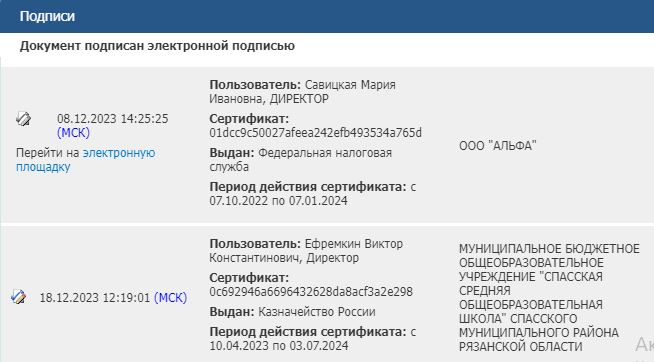 Подписи
Документ подписан электронной подписью
08.12.2023 14:25:25
(МСК)
Перейти на электронную
площадку
Пользователь: Савицкая Мария
Ивановна, ДИРЕКТОР
Сертификат:
01dcc9c50027afeea242efb493534a765d
Выдан: Федеральная налоговая
служба
Период действия сертификата: с
07.10.2022 по 07.01.2024
ООО "АЛЬФА"
18.12.2023 12:19:01 (МСК)
Пользователь: Ефремкин Виктор
Константинович, Директор
Сертификат:
0c692946a6696432628da8acf3a2e298
Выдан: Казначейство России
Период действия сертификата: с
10.04.2023 по 03.07.2024
МУНИЦИПАЛЬНОЕ БЮДЖЕТНОЕ
ОБЩЕОБРАЗОВАТЕЛЬНОЕ
УЧРЕЖДЕНИЕ "СПАССКАЯ
СРЕДНЯЯ
ОБЩЕОБРАЗОВАТЕЛЬНАЯ
ШКОЛА" СПАССКОГО
МУНИЦИПАЛЬНОГО РАЙОНА
РЯЗАНСКОЙ ОБЛАСТИ